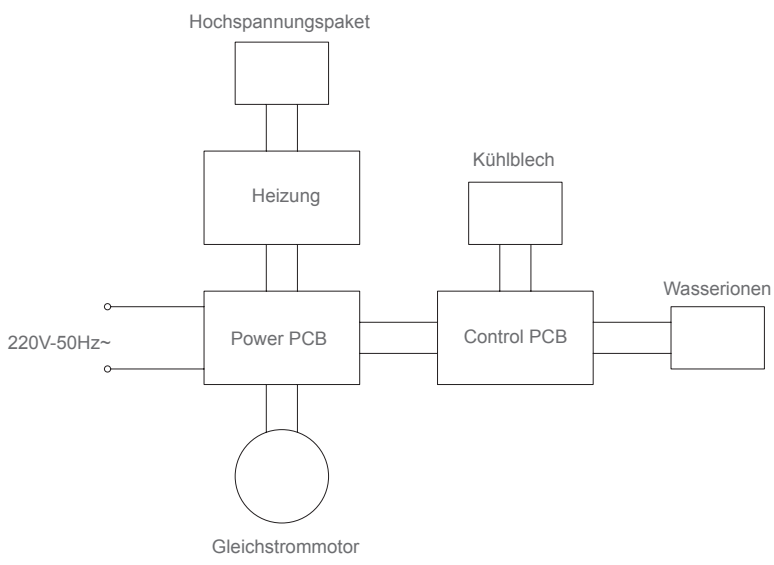 Hochspannungspaket
Kühlblech
Heizung
Wasserionen
220V-50Hz~
Power PCB
Control PCB
Gleichstrommotor